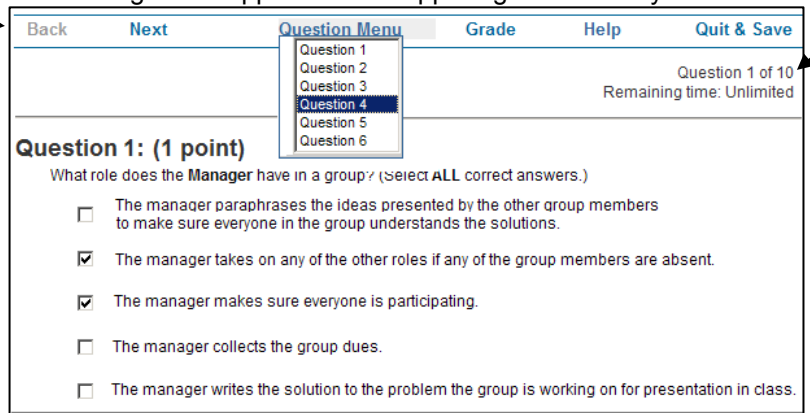 Back Next Question Menu Grade Help Quit & Save
Question 1
Question 2
Question 3
Question 4
Question 5
Question 6
Question 1 of 10
Remaining time: Unlimited
Question 1: (1 point)
What role does the Manager have in a group? (Select ALL correct answers.)
The manager paraphrases the ideas presented by the other group members
to make sure everyone in the group understands the solutions.
The manager takes on any of the other roles if any of the group members are absent.
The manager makes sure everyone is participating.
The manager collects the group dues.
The manager writes the solution to the problem the group is working on for presentation in class.